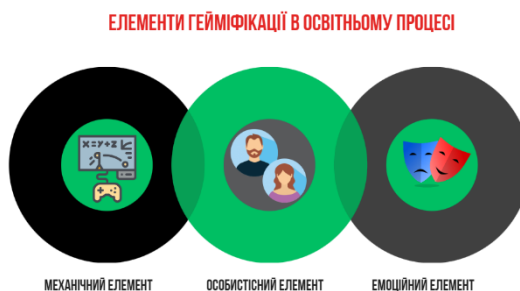 ЕЛЕМЕНТИ ГЕЙМІФІКАЦІЇ В ОСВІТНЬОМУ ПРОЦЕСІ
x=y+z
МЕХАНІЧНИЙ ЕЛЕМЕНТ
ОСОБИСТІСНИЙ ЕЛЕМЕНТ
ЕМОЦІЙНИЙ ЕЛЕМЕНТ